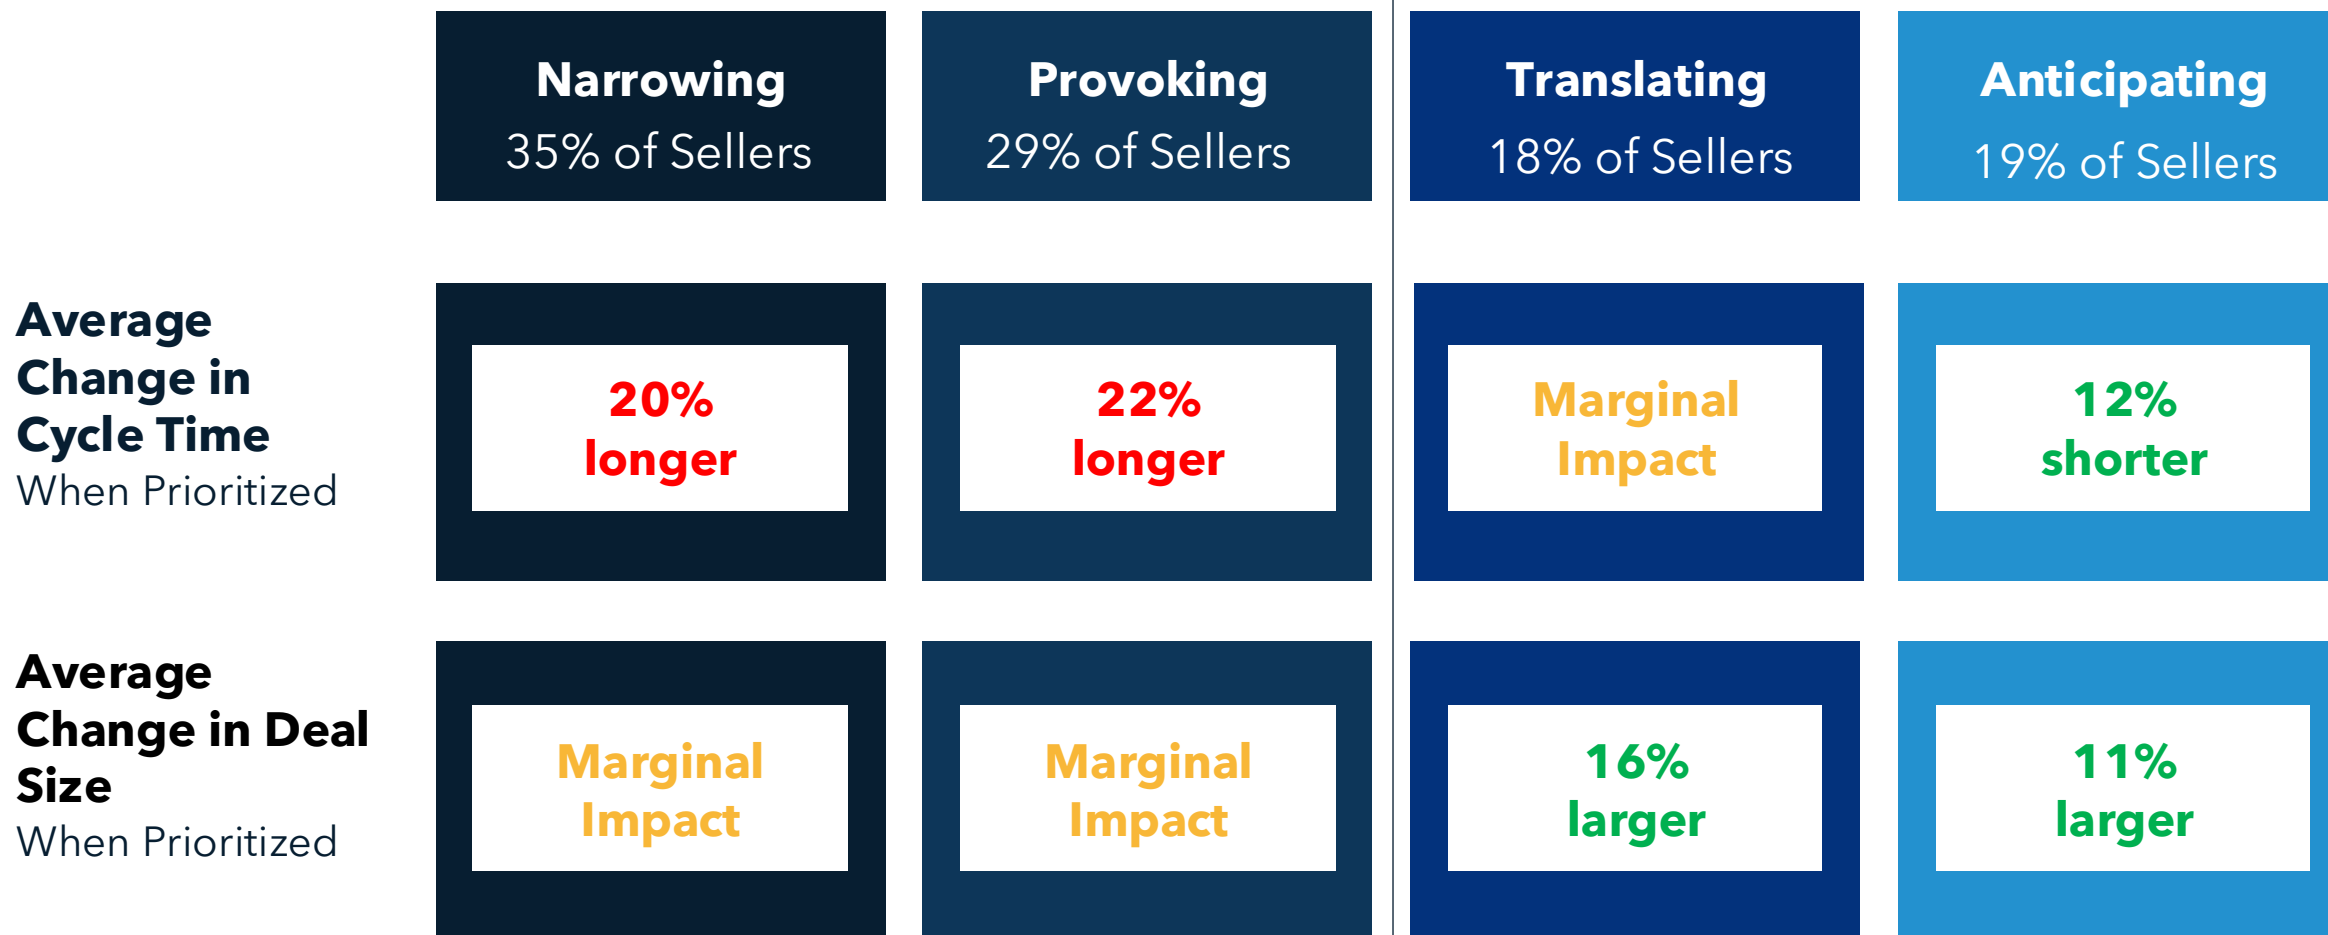 Narrowing
35% of Sellers
Provoking
29% of Sellers
Translating
18% of Sellers
Anticipating
19% of Sellers
Average
Change in
Cycle Time
When Prioritized
20%
longer
22%
longer
Marginal
Impact
12%
shorter
Average
Change in Deal
Size
When Prioritized
Marginal
Impact
Marginal
Impact
16%
larger
11%
larger